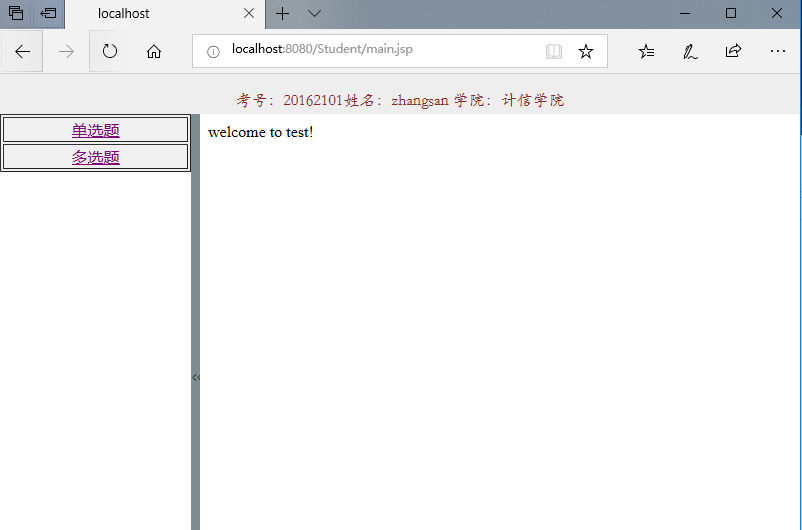 localhost
localhost:8080/Student/main.jsp
考号：20162101姓名：zhangsan 学院：计信学院
单选题
多选题
welcome to test!